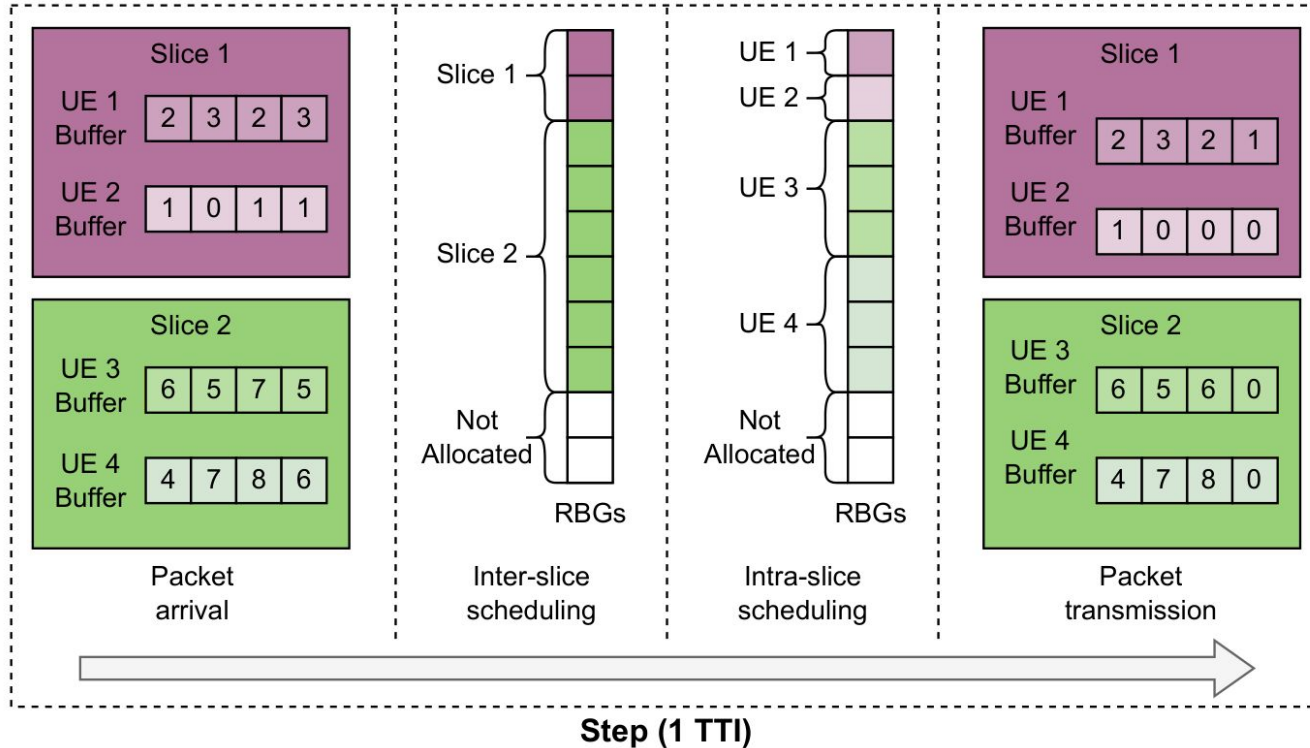 Slice 1
UE 1
Buffer
2 3 2 3
UE 2
Buffer
1 0 1 1
Slice 2
UE 3
Buffer
6 5 7 5
UE 4
Buffer
4 7 8 6
Packet
arrival
Slice 1
Slice 2
Not
Allocated
RBGs
Inter-slice
scheduling
UE 1
UE 2
UE 3
UE 4
Not
Allocated
RBGs
Intra-slice
scheduling
Slice 1
UE 1
Buffer
2 3 2 1
UE 2
Buffer
1 0 0 0
Slice 2
UE 3
Buffer
6 5 6 0
UE 4
Buffer
4 7 8 0
Packet
transmission
Step (1 TTI)